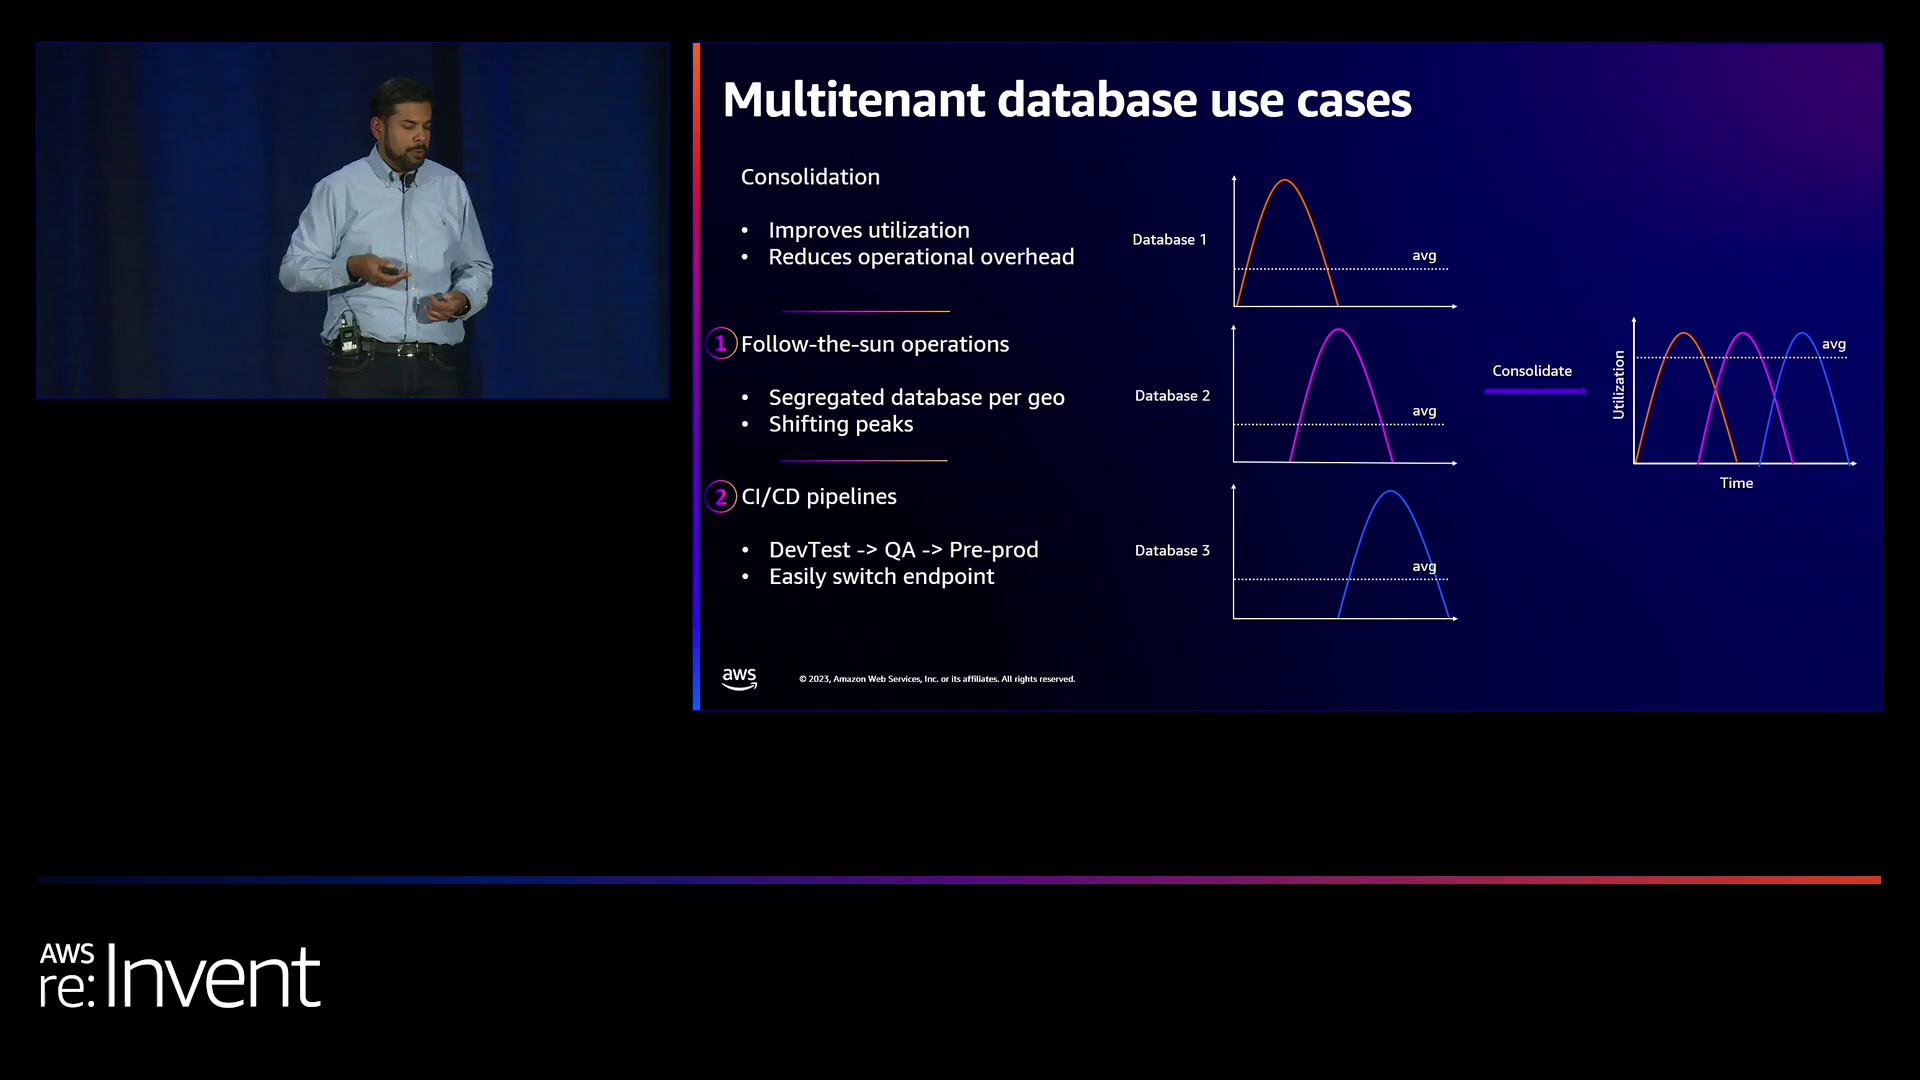 Multitenant database use cases
Consolidation
• Improves utilization
• Reduces operational overhead
1 Follow-the-sun operations
• Segregated database per geo
• Shifting peaks
2 CI/CD pipelines
• DevTest -> QA -> Pre-prod
• Easily switch endpoint
Database 1
avg
Database 2
avg
Database 3
avg
Consolidate
Utilization
avg
Time
aws
© 2023, Amazon Web Services, Inc. or its affiliates. All rights reserved.
AWS
re:Invent